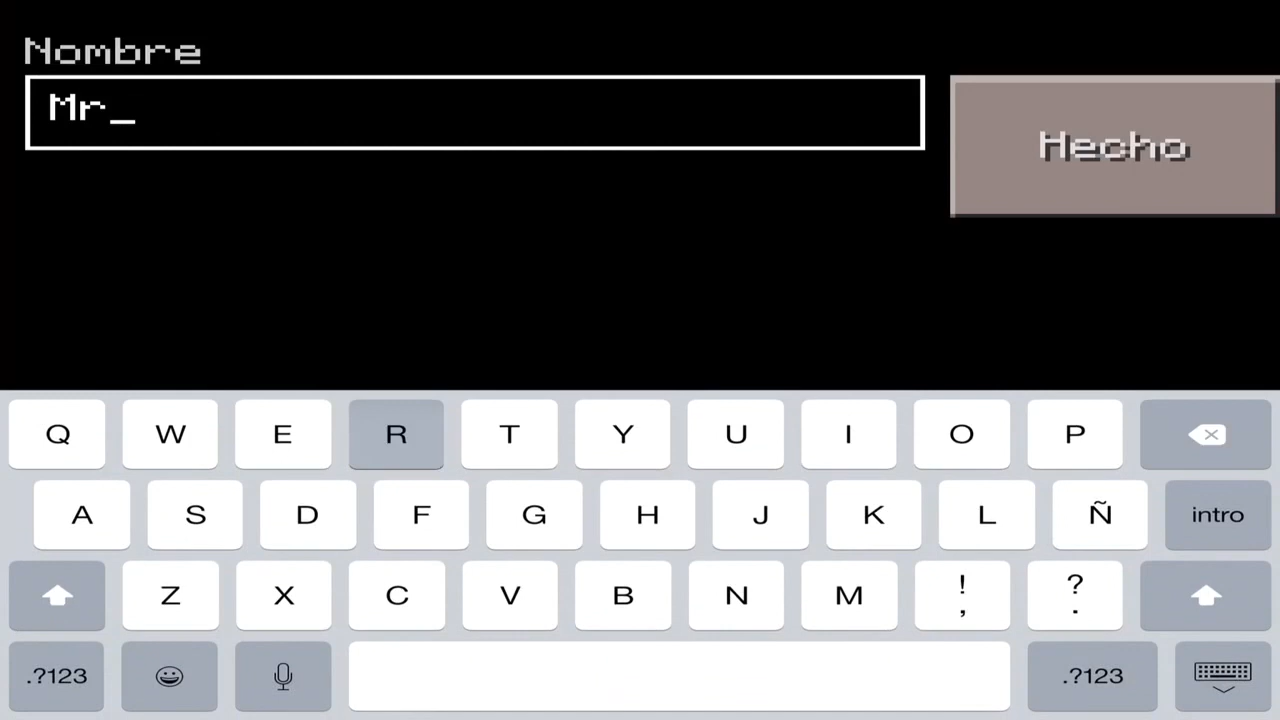 Nombre
Mr_
Hecho
Q W E R T Y U I O P
A S D F G H J K L Ñ intro
Z X C V B N M ! , ? .
.?123 .?123